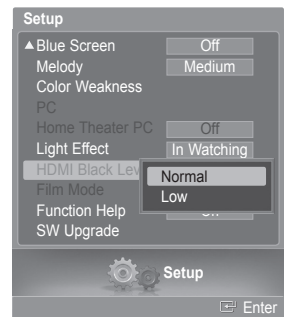 Setup
▲Blue Screen Off
Melody Medium
Color Weakness
PC
Home Theater PC Off
Light Effect In Watching
HDMI Black Lev
Normal
Film Mode
Low
Function Help Off
SW Upgrade
Setup
Enter